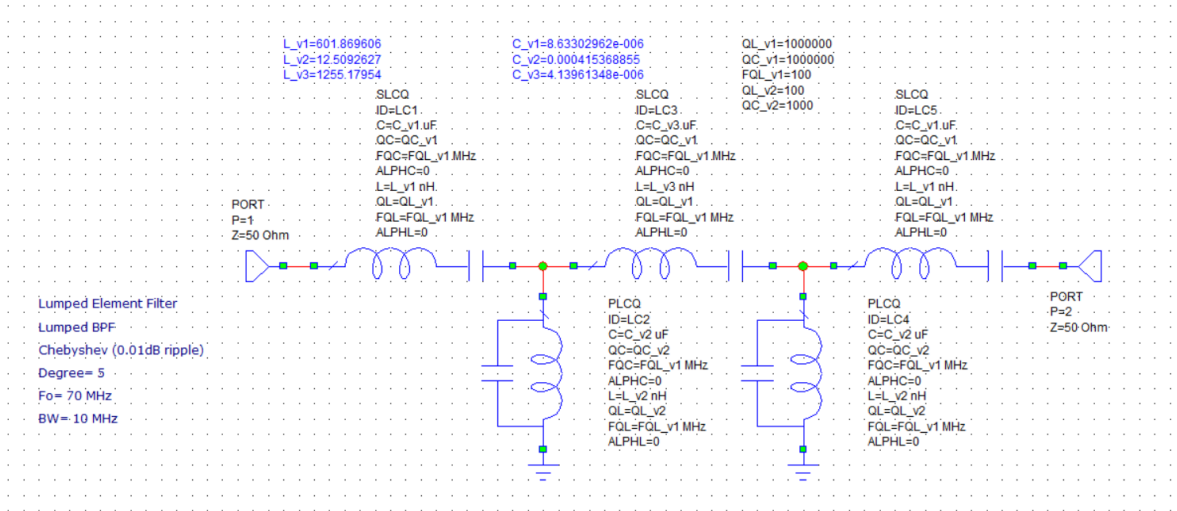 L_v1=601.869606
L_v2=12.5092627
L_v3=1255.17954
C_v1=8.63302962e-006
C_v2=0.000415368855
C_v3=4.13961348e-006
QL_v1=1000000
QC_v1=1000000
FQL_v1=100
QL_v2=100
QC_v2=1000
SLCQ
ID=LC1
C=C_v1 uF
QC=QC_v1
FQC=FQL_v1 MHz
ALPHC=0
L=L_v1 nH
QL=QL_v1
FQL=FQL_v1 MHz
ALPHL=0
SLCQ
ID=LC3
C=C_v3 uF
QC=QC_v1
FQC=FQL_v1 MHz
ALPHC=0
L=L_v3 nH
QL=QL_v1
FQL=FQL_v1 MHz
ALPHL=0
SLCQ
ID=LC5
C=C_v1 uF
QC=QC_v1
FQC=FQL_v1 MHz
ALPHC=0
L=L_v1 nH
QL=QL_v1
FQL=FQL_v1 MHz
ALPHL=0
PORT
P=1
Z=50 Ohm
Lumped Element Filter
Lumped BPF
Chebyshev (0.01dB ripple)
Degree= 5
Fo= 70 MHz
BW= 10 MHz
PLCQ
ID=LC2
C=C_v2 uF
QC=QC_v2
FQC=FQL_v1 MHz
ALPHC=0
L=L_v2 nH
QL=QL_v2
FQL=FQL_v1 MHz
ALPHL=0
PLCQ
ID=LC4
C=C_v2 uF
QC=QC_v2
FQC=FQL_v1 MHz
ALPHC=0
L=L_v2 nH
QL=QL_v2
FQL=FQL_v1 MHz
ALPHL=0
PORT
P=2
Z=50 Ohm